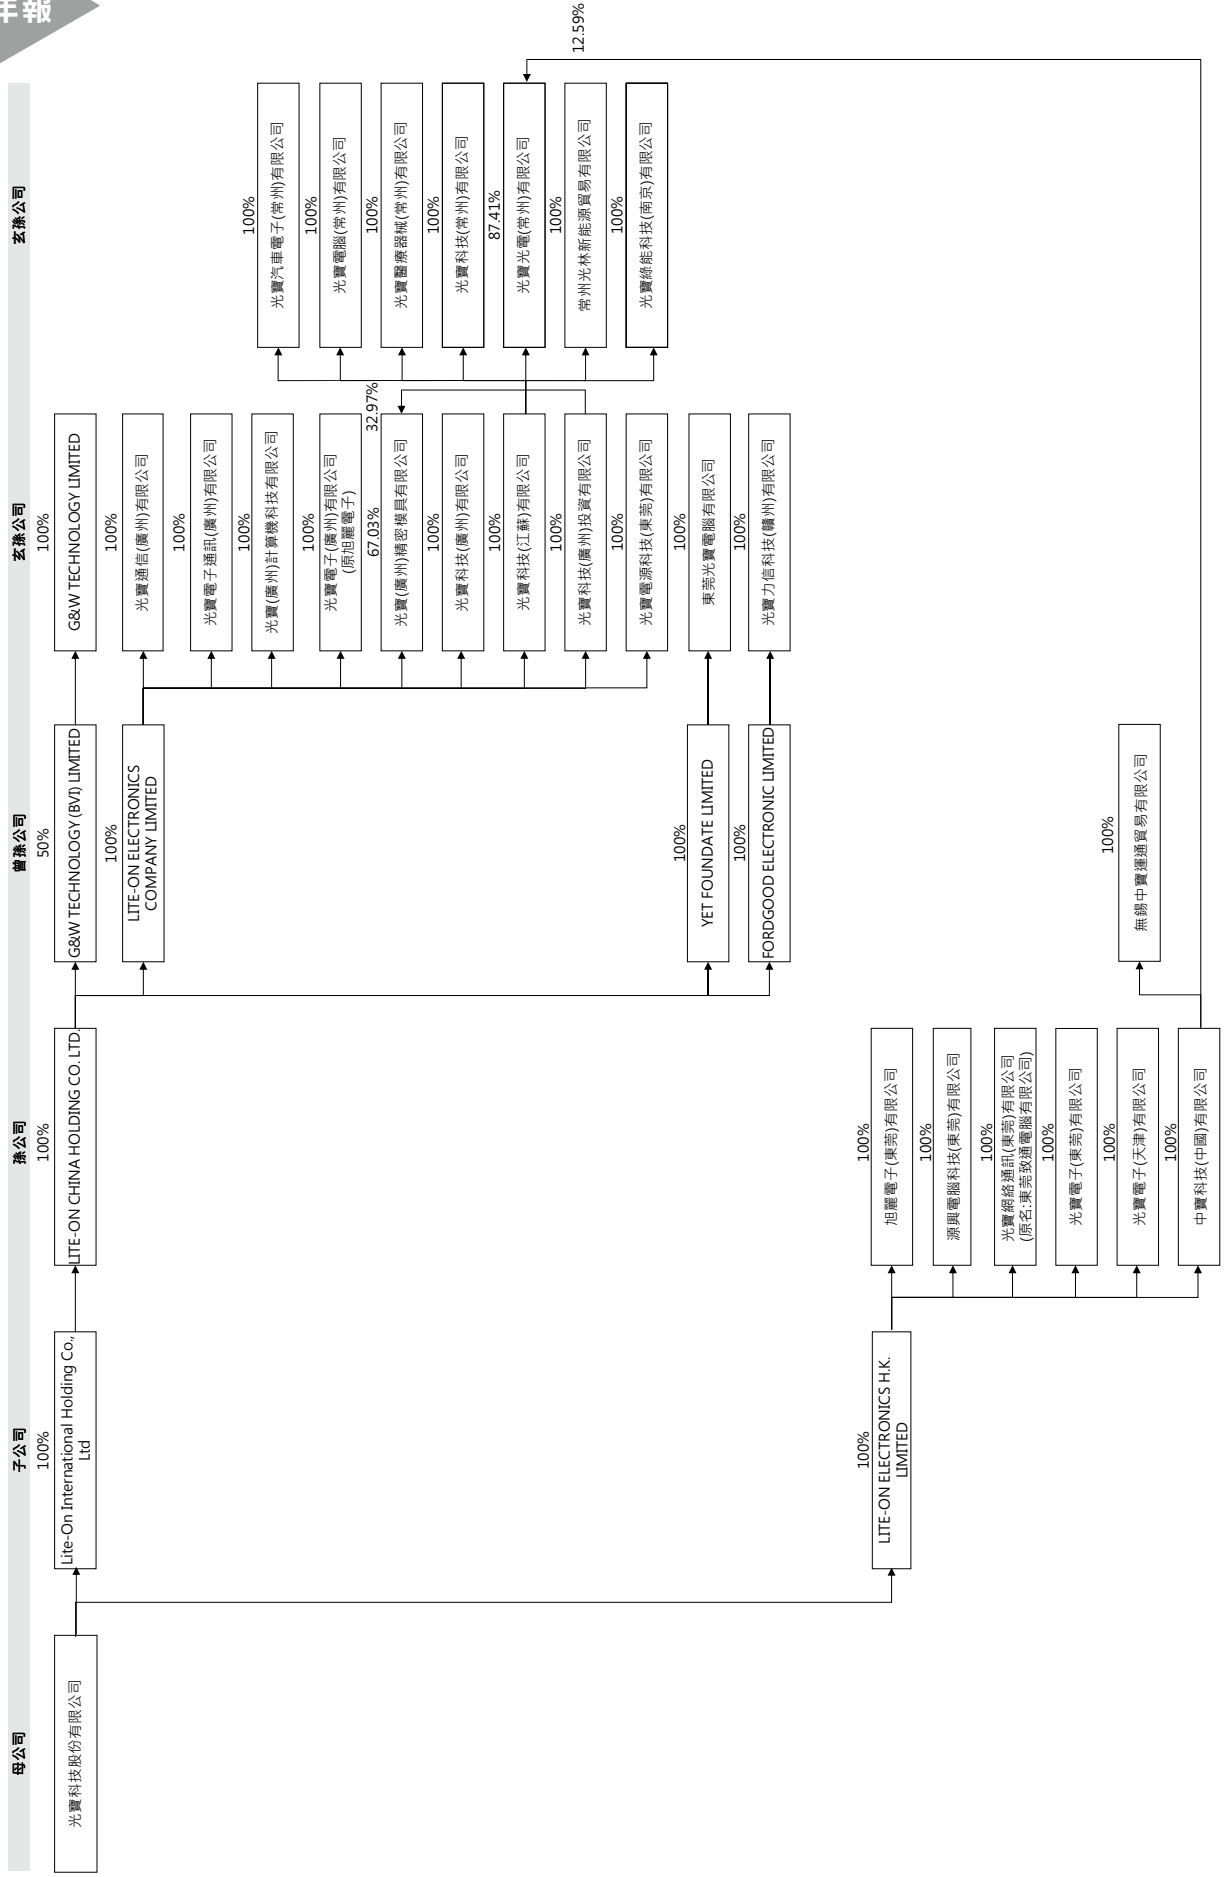 年報
母公司
子公司
孫公司
曾孫公司
玄孫公司
玄孫公司
光寶科技股份有限公司
100%
Lite-On International Holding Co.,
Ltd
100%
LITE-ON ELECTRONICS H.K.
LIMITED
100%
LITE-ON CHINA HOLDING CO. LTD.
100%
旭麗電子(東莞)有限公司
100%
源興電腦科技(東莞)有限公司
100%
光寶網絡通訊(東莞)有限公司
(原名:東莞致通電腦有限公司)
100%
光寶電子(東莞)有限公司
100%
光寶電子(天津)有限公司
100%
中寶科技(中國)有限公司
50%
G&W TECHNOLOGY (BVI) LIMITED
100%
LITE-ON ELECTRONICS
COMPANY LIMITED
100%
YET FOUNDATE LIMITED
100%
FORDGOOD ELECTRONIC LIMITED
100%
無錫中寶運通貿易有限公司
100%
G&W TECHNOLOGY LIMITED
100%
光寶通信(廣州)有限公司
100%
光寶電子通訊(廣州)有限公司
100%
光寶(廣州)計算機科技有限公司
100%
光寶電子(廣州)有限公司
(原旭麗電子)
67.03%
32.97%
光寶(廣州)精密模具有限公司
100%
光寶科技(廣州)有限公司
100%
光寶科技(江蘇)有限公司
100%
光寶科技(廣州)投資有限公司
100%
光寶電源科技(東莞)有限公司
100%
東莞光寶電腦有限公司
100%
光寶力信科技(贛州)有限公司
100%
光寶汽車電子(常州)有限公司
100%
光寶電腦(常州)有限公司
100%
光寶醫療器械(常州)有限公司
100%
光寶科技(常州)有限公司
87.41%
光寶光電(常州)有限公司
12.59%
100%
常州光林新能源貿易有限公司
100%
光寶綠能科技(南京)有限公司